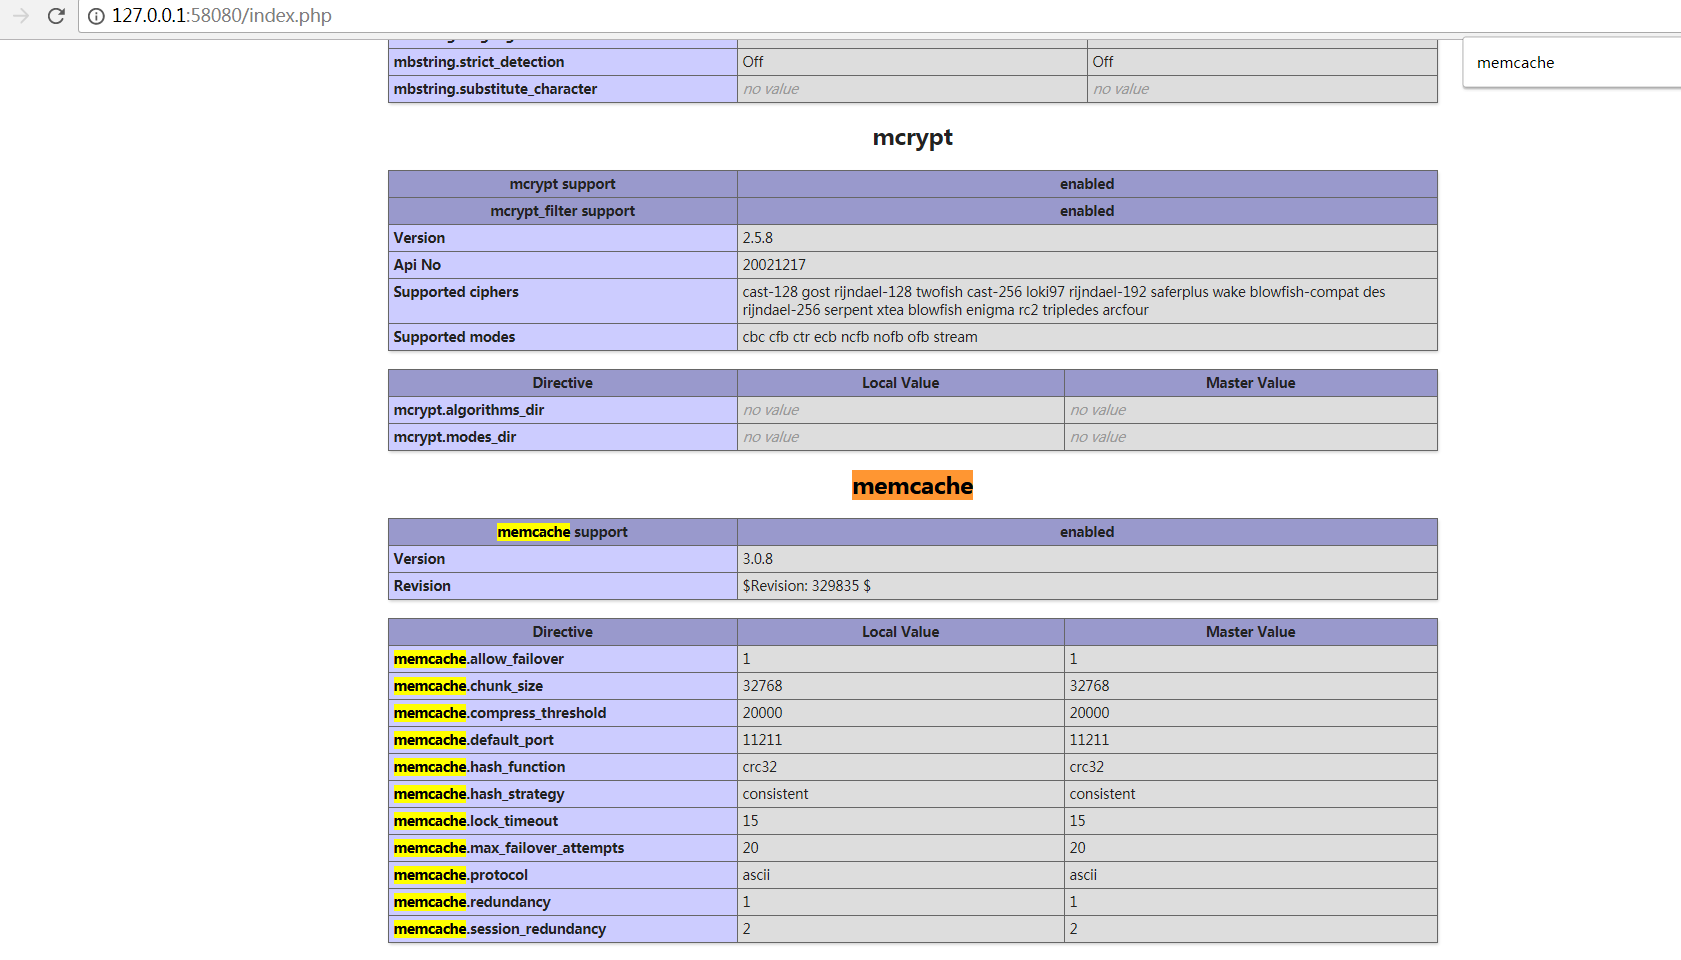 127.0.0.1:58080/index.php
memcache
mbstring.strict_detection Off Off
mbstring.substitute_character no value no value
mcrypt
mcrypt support enabled
mcrypt_filter support enabled
Version 2.5.8
Api No 20021217
Supported ciphers cast-128 gost rijndael-128 twofish cast-256 loki97 rijndael-192 saferplus wake blowfish-compat des
rijndael-256 serpent xtea blowfish enigma rc2 tripledes arcfour
Supported modes cbc cfb ctr ecb ncfb nofb ofb stream
Directive Local Value Master Value
mcrypt.algorithms_dir no value no value
mcrypt.modes_dir no value no value
memcache
memcache support enabled
Version 3.0.8
Revision $Revision: 329835 $
Directive Local Value Master Value
memcache.allow_failover 1 1
memcache.chunk_size 32768 32768
memcache.compress_threshold 20000 20000
memcache.default_port 11211 11211
memcache.hash_function crc32 crc32
memcache.hash_strategy consistent consistent
memcache.lock_timeout 15 15
memcache.max_failover_attempts 20 20
memcache.protocol ascii ascii
memcache.redundancy 1 1
memcache.session_redundancy 2 2